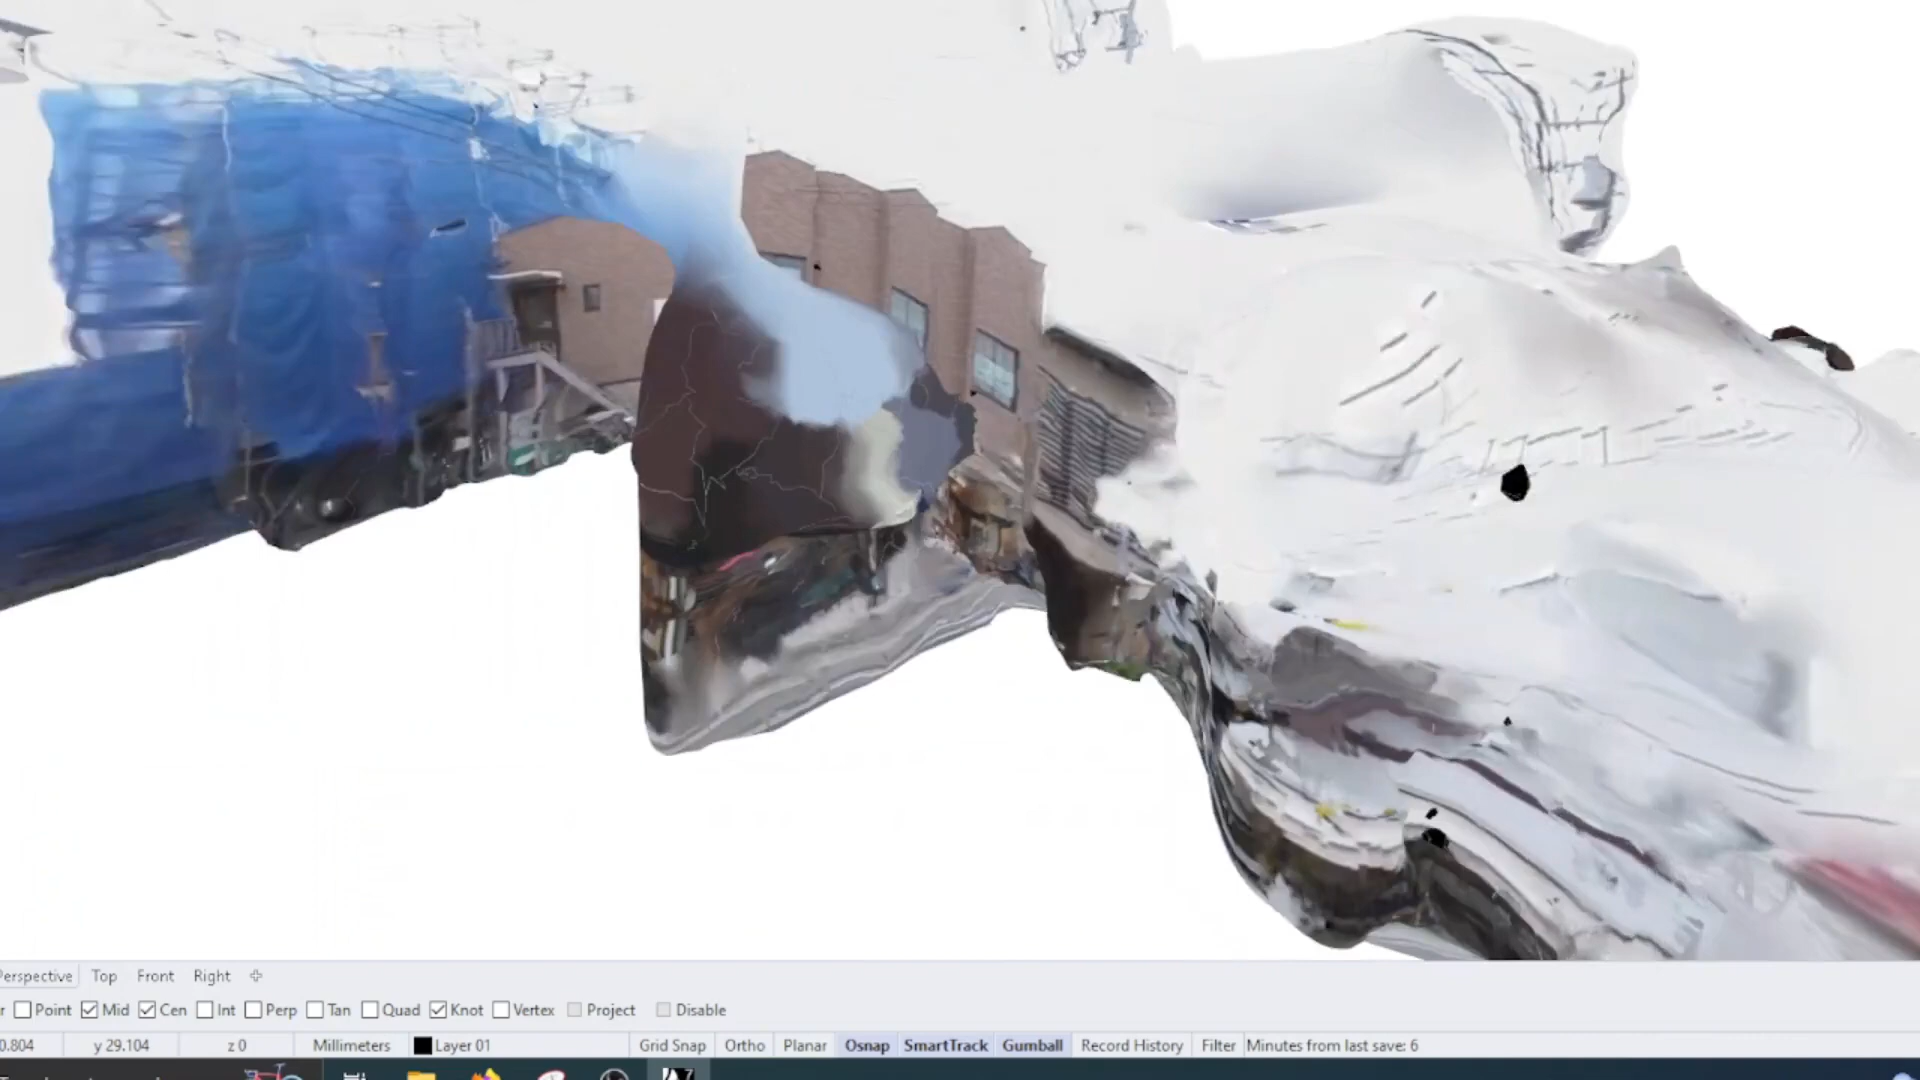 Perspective Top Front Right
Point Mid Cen Int Perp Tan Quad Knot Vertex Project Disable
0.804 y 29.104 z 0 Millimeters Layer 01 Grid Snap Ortho Planar Osnap SmartTrack Gumball Record History Filter Minutes from last save: 6